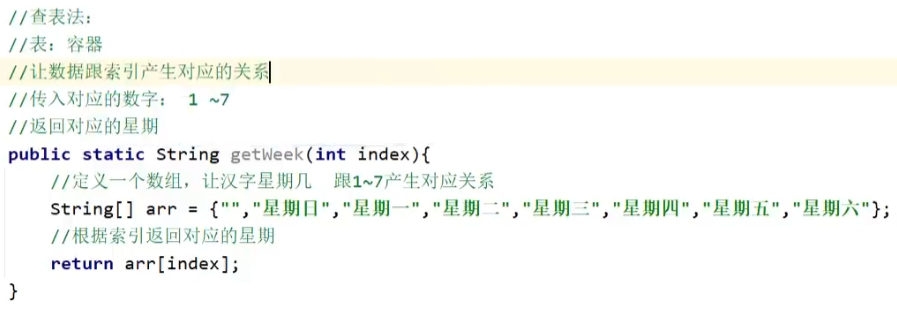 //查表法：
//表：容器
//让数据跟索引产生对应的关系
//传入对应的数字： 1 ~7
//返回对应的星期
public static String getWeek(int index){
    //定义一个数组，让汉字星期几  跟1~7产生对应关系
    String[] arr = {"","星期日","星期一","星期二","星期三","星期四","星期五","星期六"};
    //根据索引返回对应的星期
    return arr[index];
}